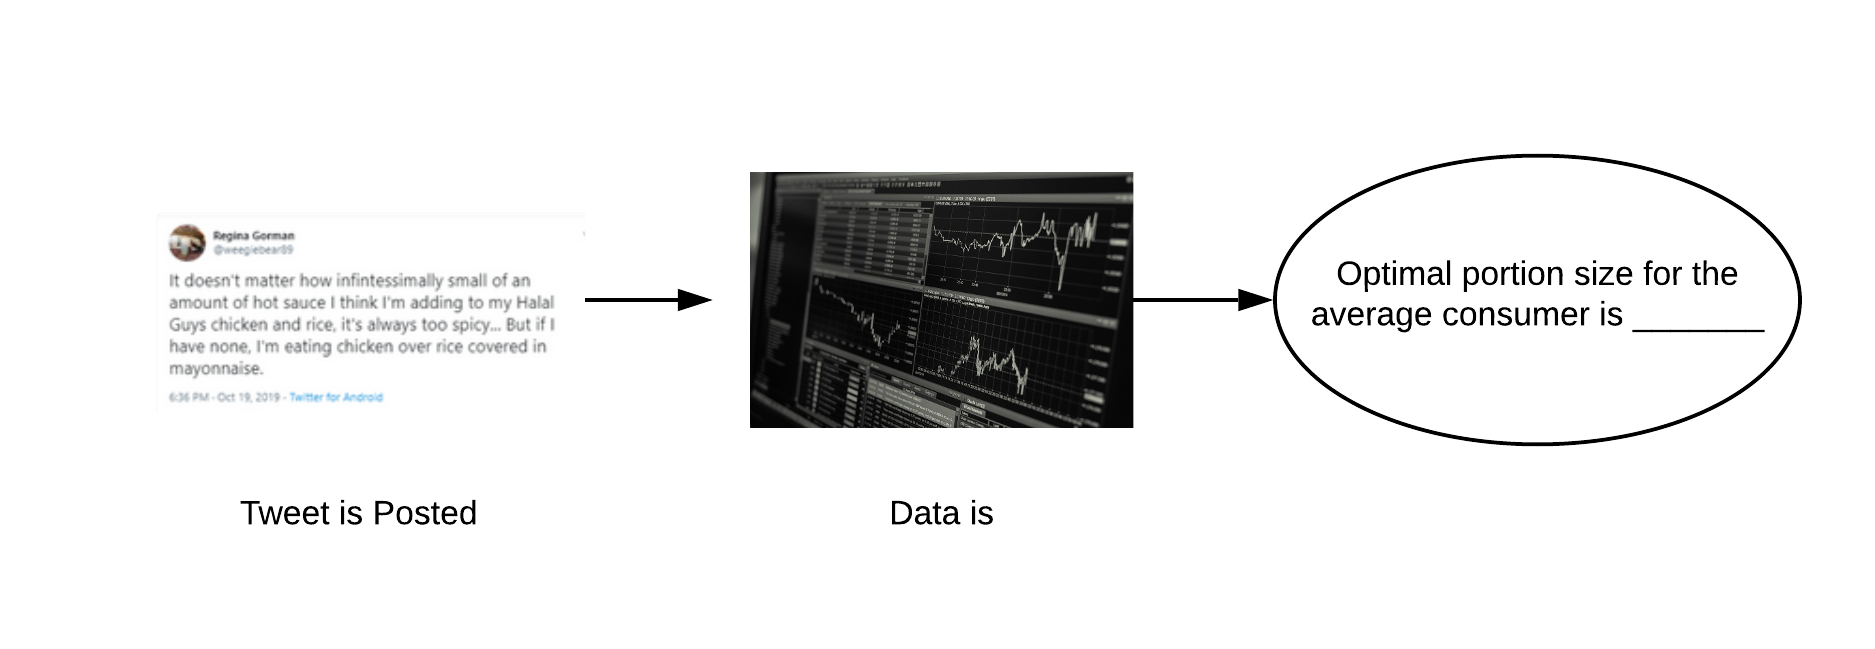 Regina Gorman
@weegiebear89
It doesn't matter how infintessimally small of an
amount of hot sauce I think I'm adding to my Halal
Guys chicken and rice, it's always too spicy... But if I
have none, I'm eating chicken over rice covered in
mayonnaise.
6:36 PM - Oct 19, 2019 - Twitter for Android
Tweet is Posted
Data is
Optimal portion size for the
average consumer is _______